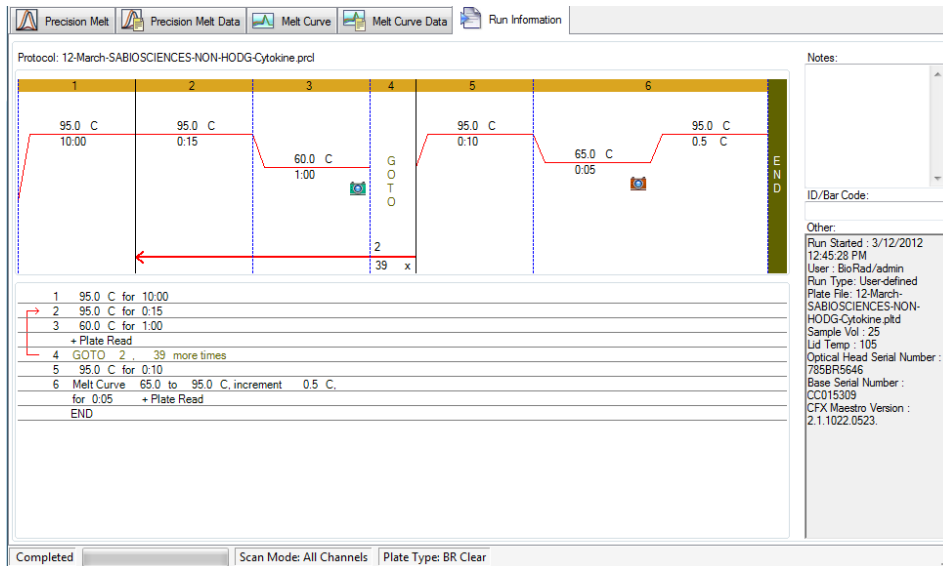 Precision Melt Precision Melt Data Melt Curve Melt Curve Data Run Information
Protocol: 12-March-SABIOSCIENCES-NON-HODG-Cytokine.prcl
1 2 3 4 5 6
95.0 C 95.0 C 95.0 C 95.0 C
10:00 0:15 0:10 0.5 C
60.0 C 65.0 C
1:00 0:05
GOTO
END
2
39 x
1 95.0 C for 10:00
2 95.0 C for 0:15
3 60.0 C for 1:00
+ Plate Read
4 GOTO 2 , 39 more times
5 95.0 C for 0:10
6 Melt Curve 65.0 to 95.0 C, increment 0.5 C,
for 0:05 + Plate Read
END
Notes:
ID/Bar Code:
Other:
Run Started : 3/12/2012
12:45:28 PM
User : BioRad/admin
Run Type: User-defined
Plate File: 12-March-
SABIOSCIENCES-NON-
HODG-Cytokine.pltd
Sample Vol : 25
Lid Temp : 105
Optical Head Serial Number :
785BR5646
Base Serial Number :
CC015309
CFX Maestro Version :
2.1.1022.0523.
Completed Scan Mode: All Channels Plate Type: BR Clear